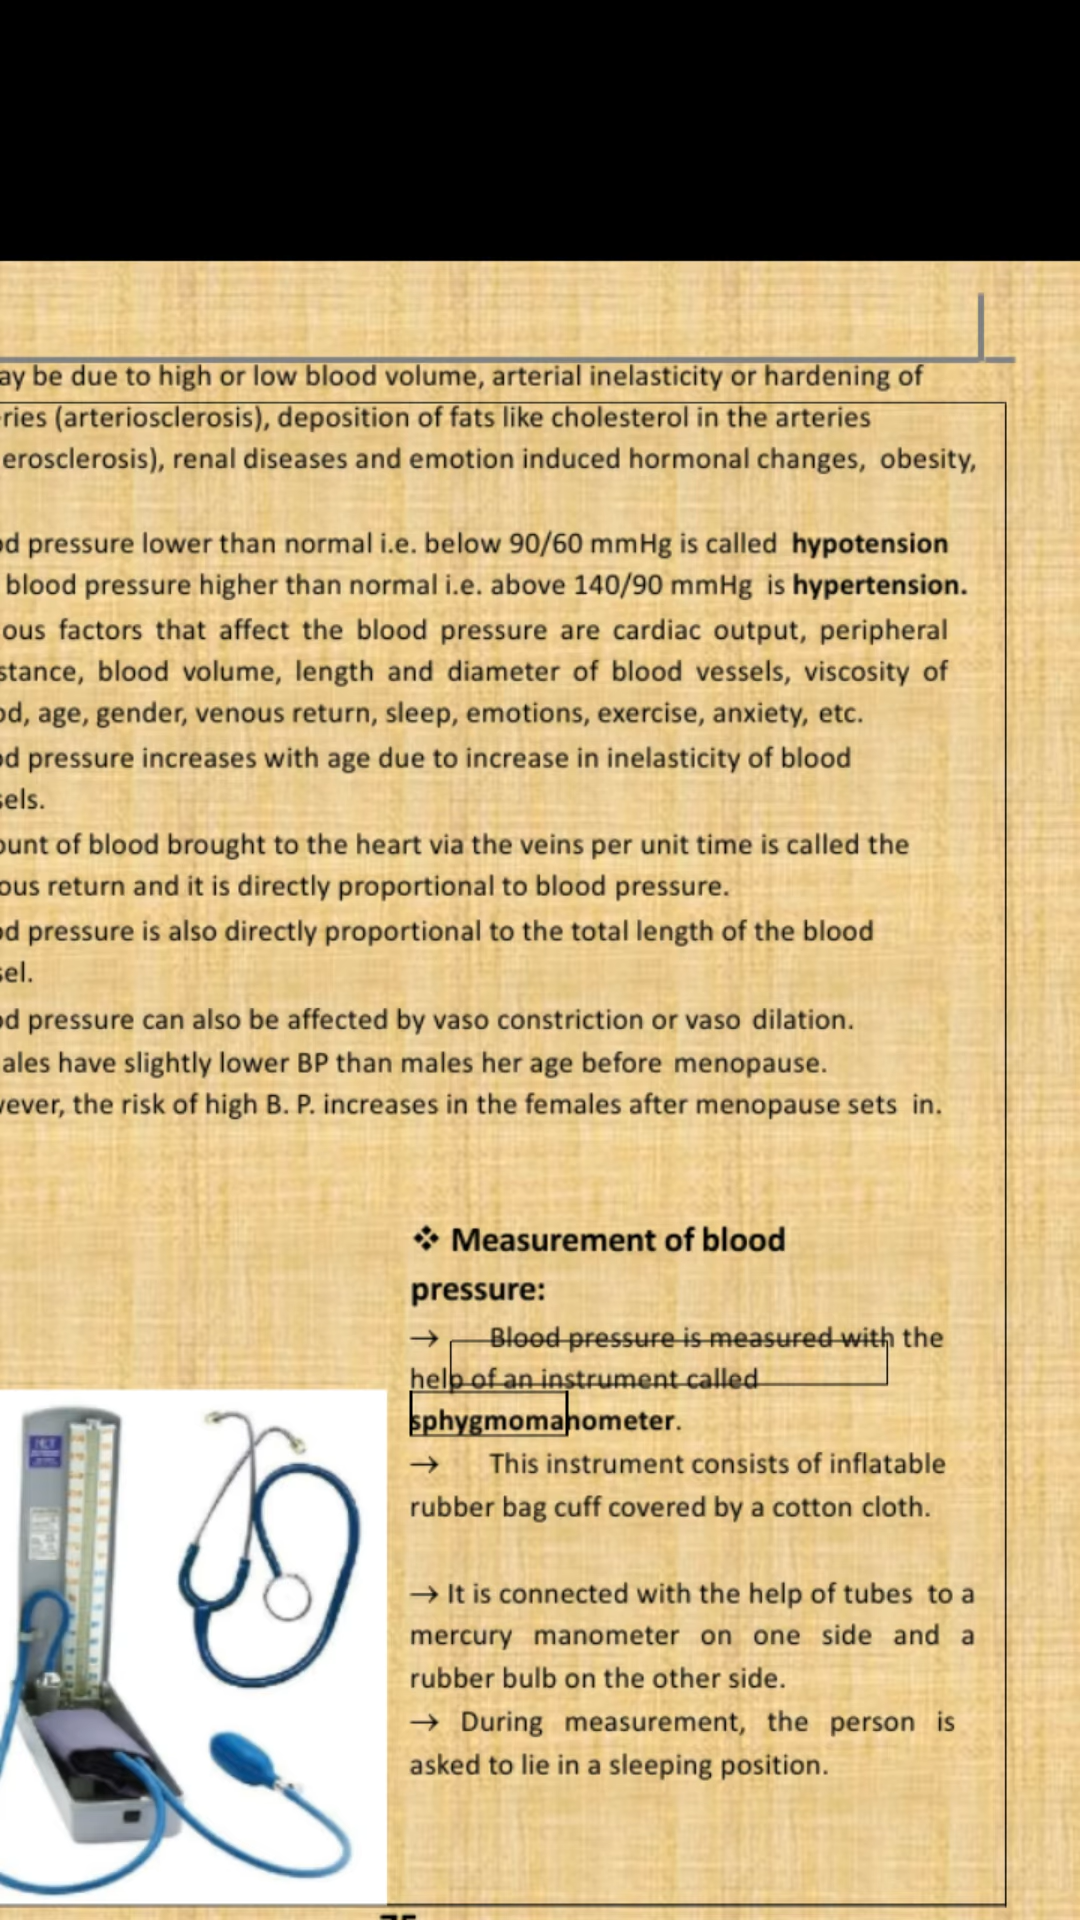 ay be due to high or low blood volume, arterial inelasticity or hardening of
ries (arteriosclerosis), deposition of fats like cholesterol in the arteries
erosclerosis), renal diseases and emotion induced hormonal changes, obesity,
od pressure lower than normal i.e. below 90/60 mmHg is called hypotension
blood pressure higher than normal i.e. above 140/90 mmHg is hypertension.
ous factors that affect the blood pressure are cardiac output, peripheral
stance, blood volume, length and diameter of blood vessels, viscosity of
od, age, gender, venous return, sleep, emotions, exercise, anxiety, etc.
od pressure increases with age due to increase in inelasticity of blood
sels.
ount of blood brought to the heart via the veins per unit time is called the
ous return and it is directly proportional to blood pressure.
od pressure is also directly proportional to the total length of the blood
sel.
od pressure can also be affected by vaso constriction or vaso dilation.
ales have slightly lower BP than males her age before menopause.
vever, the risk of high B. P. increases in the females after menopause sets in.
❖ Measurement of blood
pressure:
→ Blood pressure is measured with the
help of an instrument called
sphygmomanometer.
→ This instrument consists of inflatable
rubber bag cuff covered by a cotton cloth.
→ It is connected with the help of tubes to a
mercury manometer on one side and a
rubber bulb on the other side.
→ During measurement, the person is
asked to lie in a sleeping position.